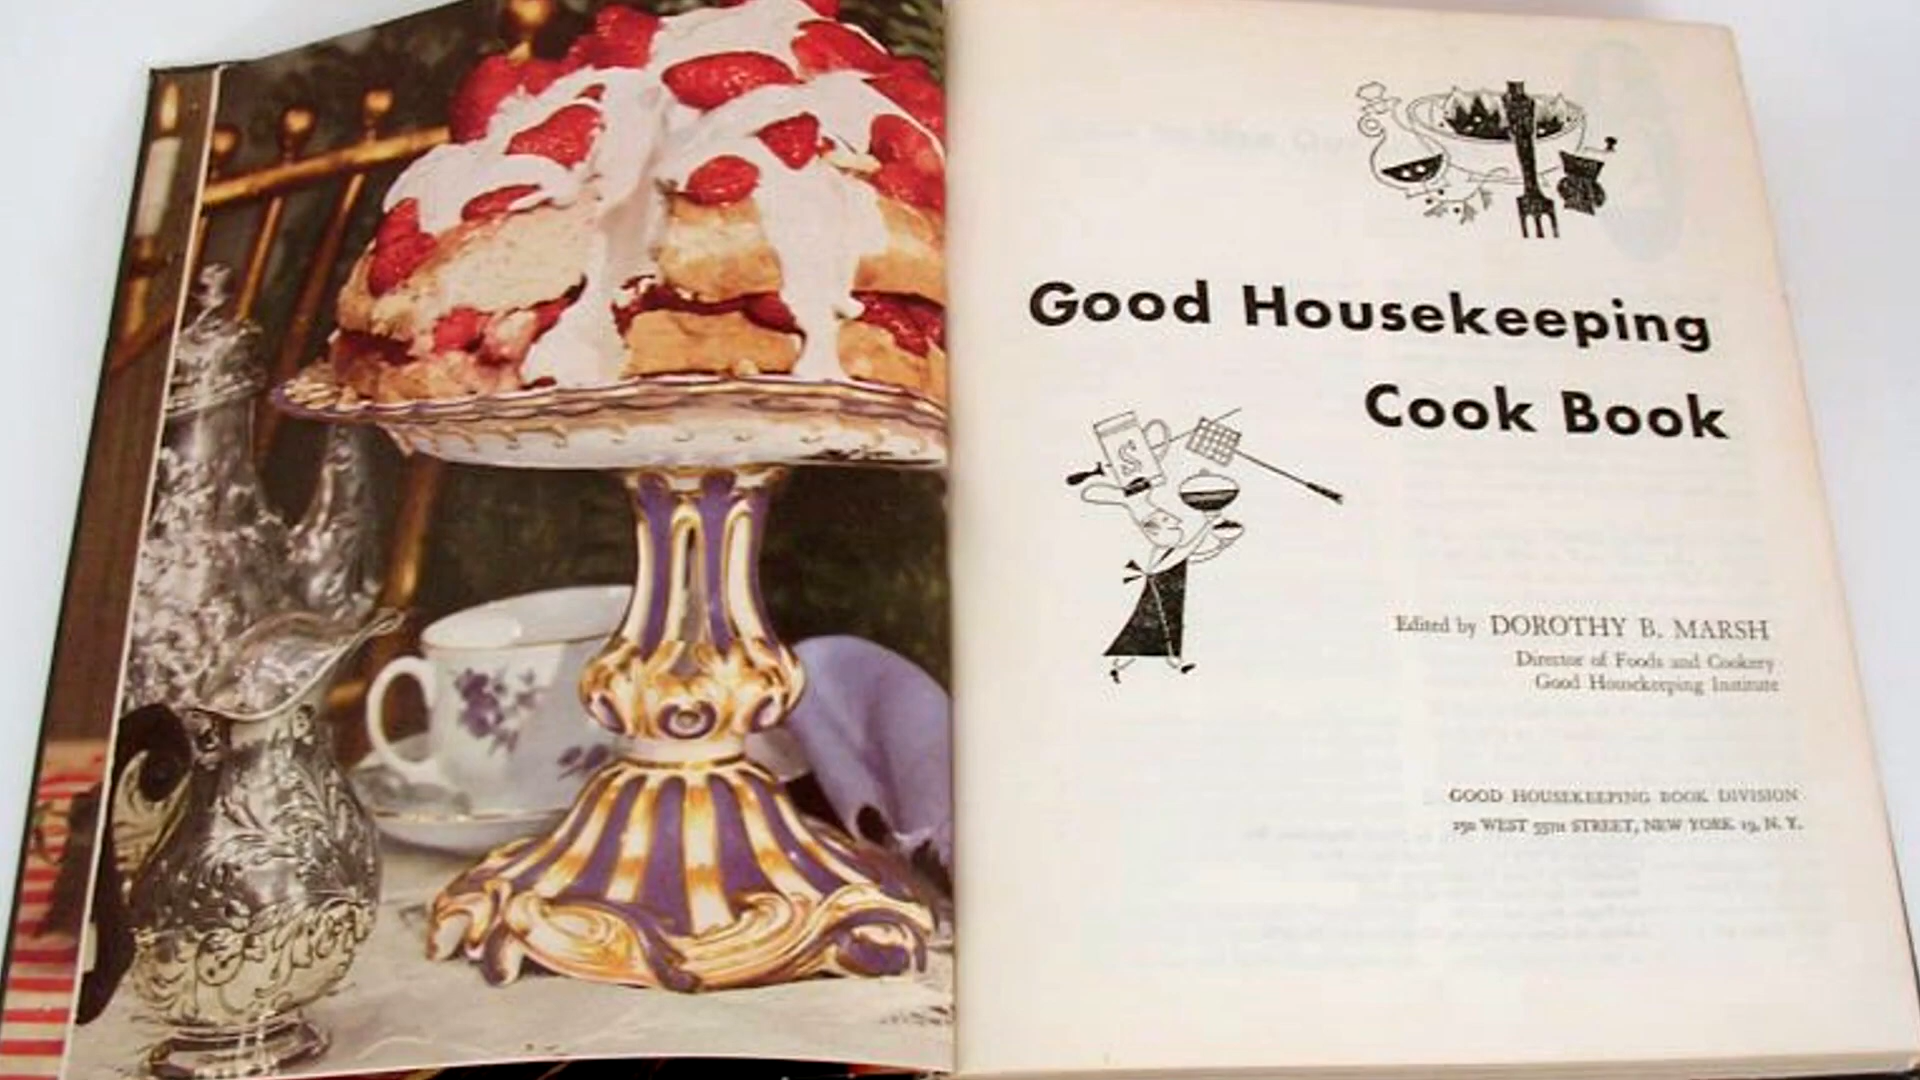 Good Housekeeping
Cook Book
S
Edited by DOROTHY B. MARSH
Director of Foods and Cookery
Good Housekeeping Institute
GOOD HOUSEKEEPING BOOK DIVISION
WEST 55TH STREET, NEW YORK 19, N. Y.